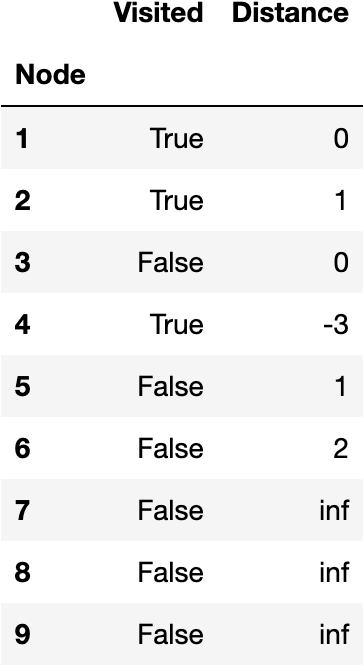 Visited Distance
Node
1 True 0
2 True 1
3 False 0
4 True -3
5 False 1
6 False 2
7 False inf
8 False inf
9 False inf